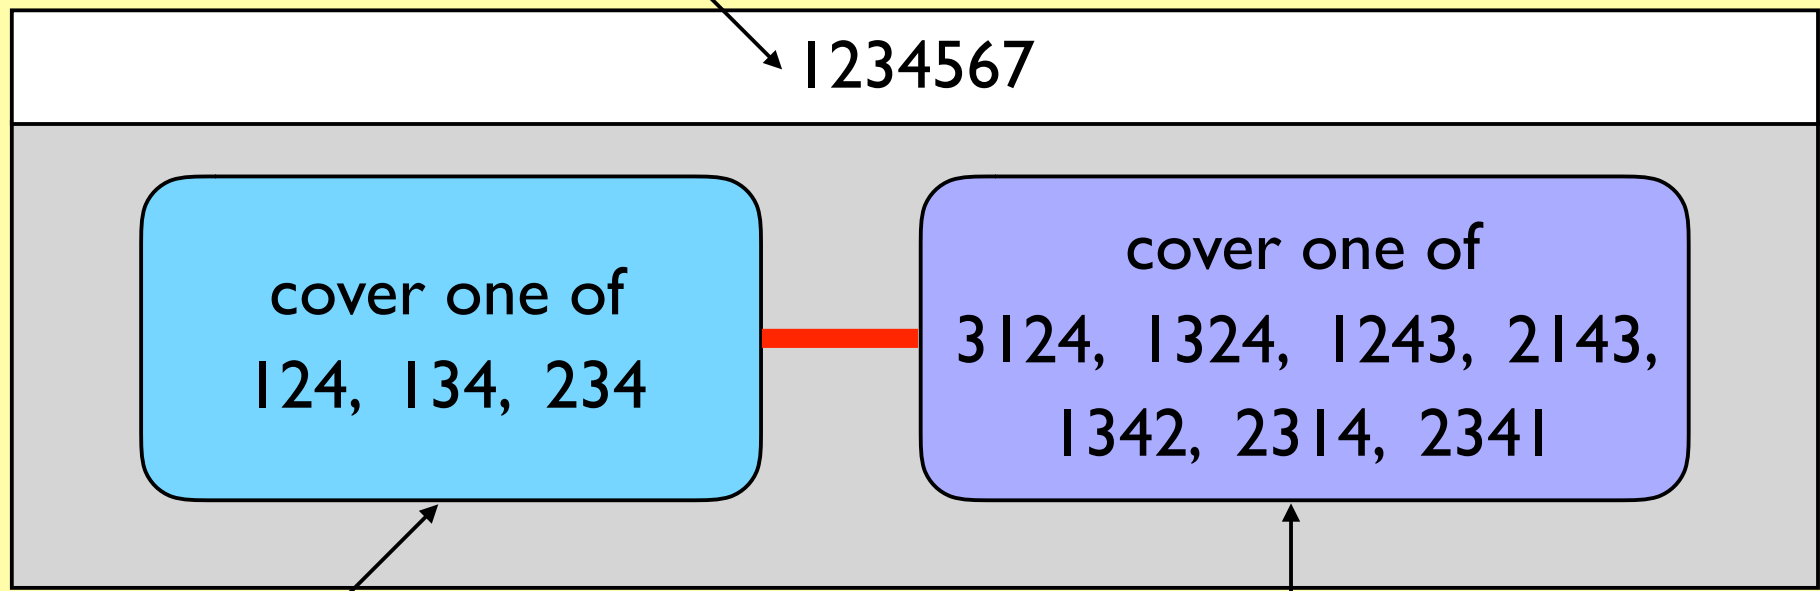 1234567
cover one of
124, 134, 234
cover one of
3124, 1324, 1243, 2143,
1342, 2314, 2341